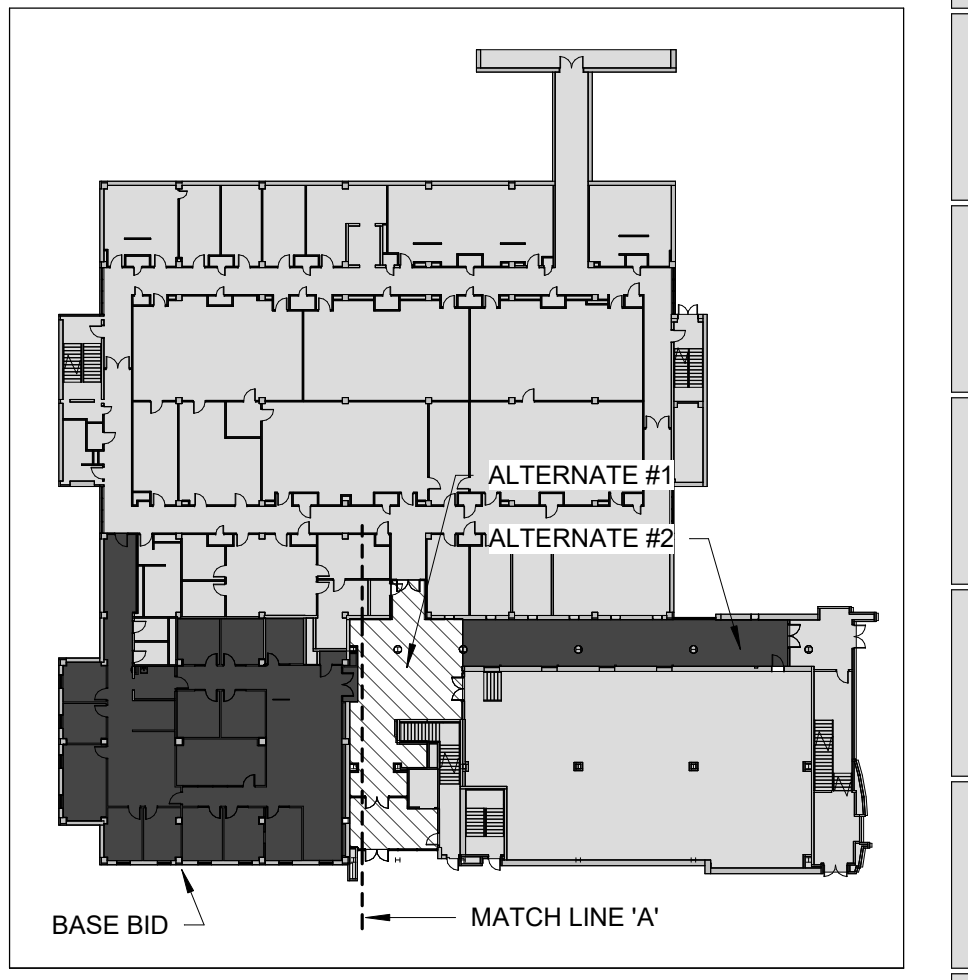 ALTERNATE #1
ALTERNATE #2
BASE BID
MATCH LINE 'A'